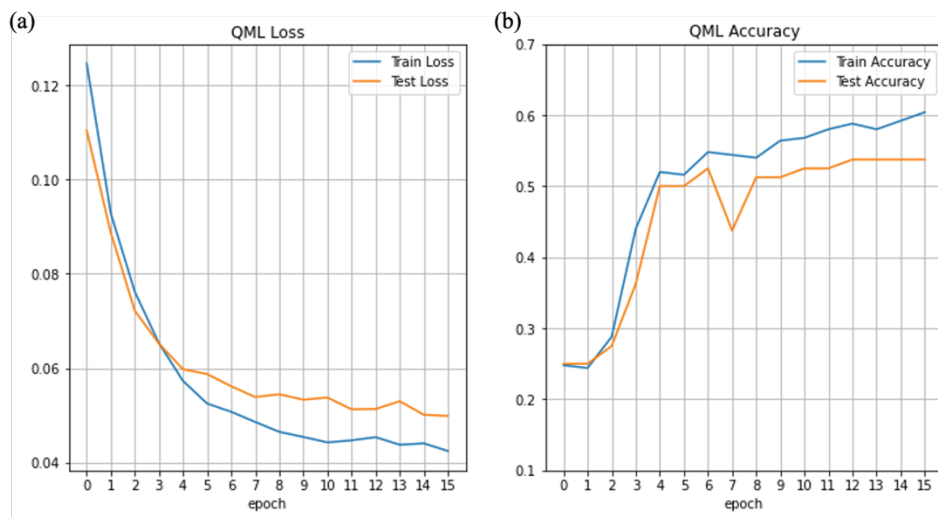 (a)
QML Loss
Train Loss
Test Loss
0.12
0.10
0.08
0.06
0.04
0 1 2 3 4 5 6 7 8 9 10 11 12 13 14 15
epoch
(b)
QML Accuracy
Train Accuracy
Test Accuracy
0.7
0.6
0.5
0.4
0.3
0.2
0.1
0 1 2 3 4 5 6 7 8 9 10 11 12 13 14 15
epoch